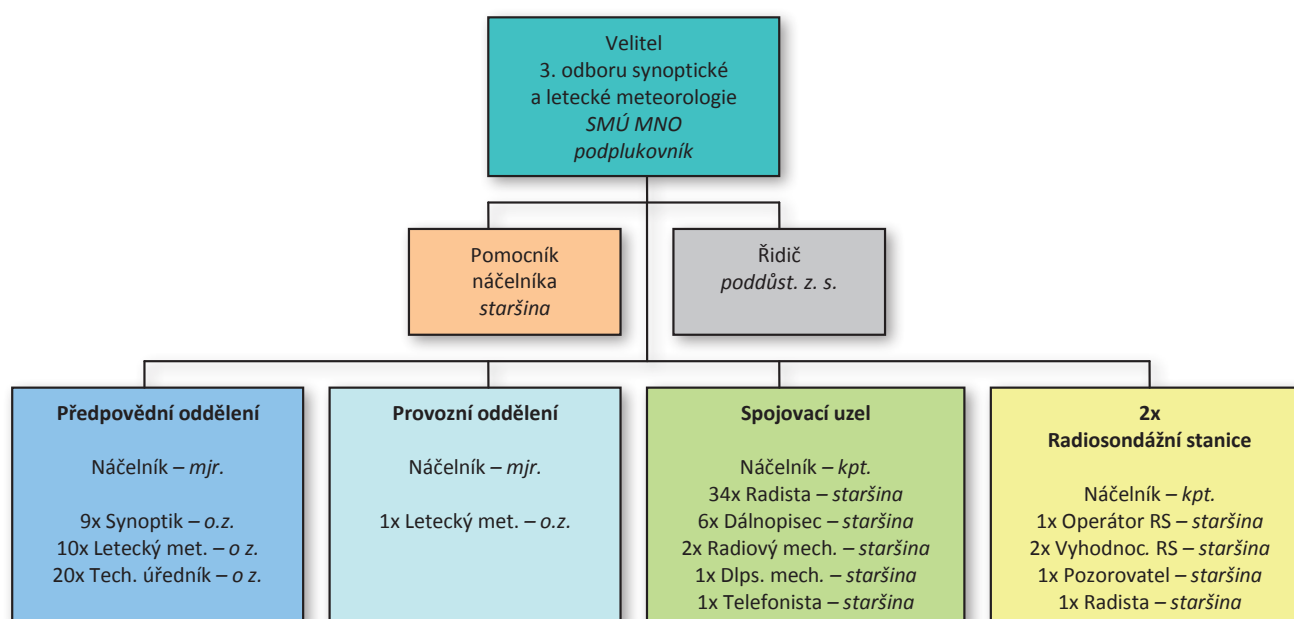 Velitel
3. odboru synoptické
a letecké meteorologie
SMÚ MNO
podplukovník
Pomocník
náčelníka
staršina
Řidič
poddůst. z. s.
Předpovědní oddělení
Náčelník – mjr.
9x Synoptik – o.z.
10x Letecký met. – o z.
20x Tech. úředník – o z.
Provozní oddělení
Náčelník – mjr.
1x Letecký met. – o.z.
Spojovací uzel
Náčelník – kpt.
34x Radista – staršina
6x Dálnopisec – staršina
2x Radiový mech. – staršina
1x Dlps. mech. – staršina
1x Telefonista – staršina
2x
Radiosondážní stanice
Náčelník – kpt.
1x Operátor RS – staršina
2x Vyhodnoc. RS – staršina
1x Pozorovatel – staršina
1x Radista – staršina